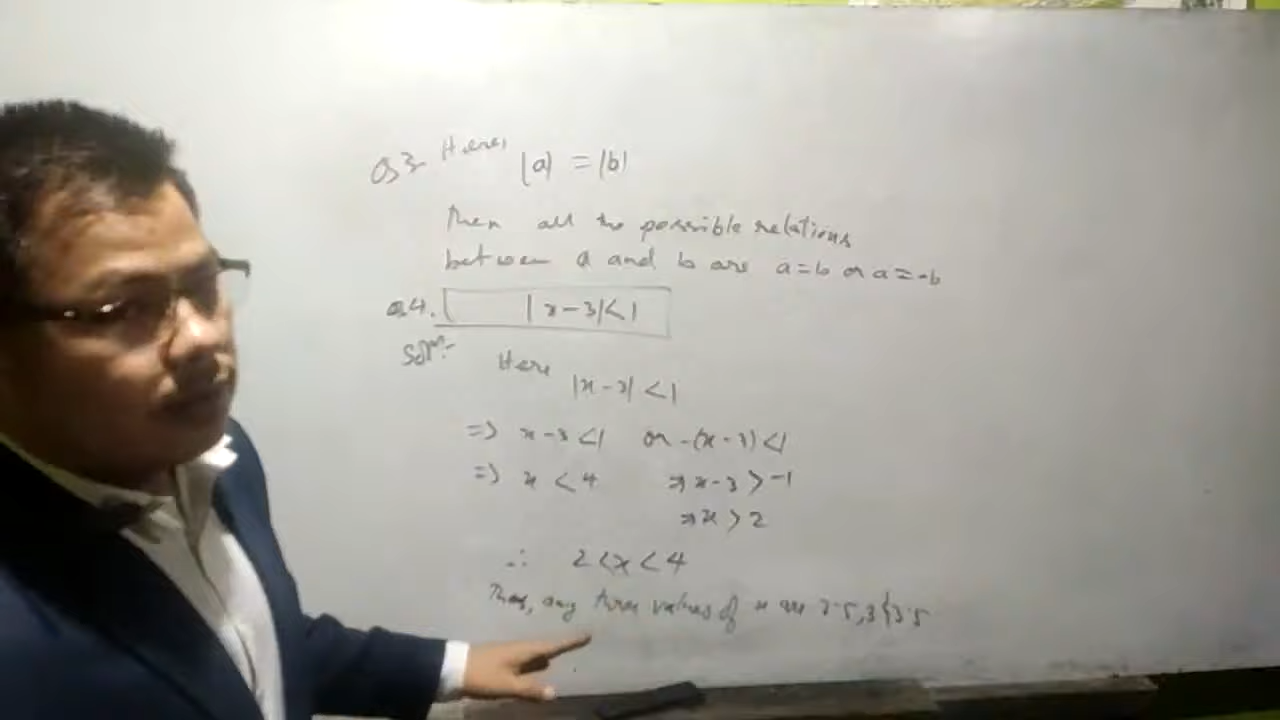 Q3 Here, |a| = |b|
Then all the possible relations
between a and b are a=b or a=-b
Q4. |x-3|<1
Solⁿ:- Here
|x-3|<1
=> x-3<1 or -(x-3)<1
=> x<4 => x-3>-1
=> x>2
∴ 2<x<4
Thus, any three values of x are 2.5, 3 & 3.5